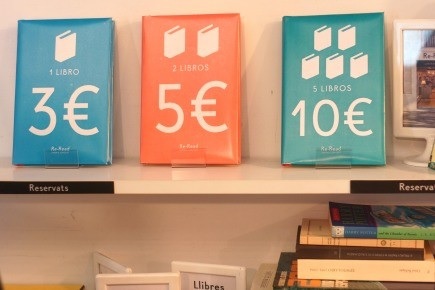 1 LIBRO
3€
Re-Read
2 LIBROS
5€
Re-Read
5 LIBROS
10€
Re-Read
Reservats
Reservat
Llibres